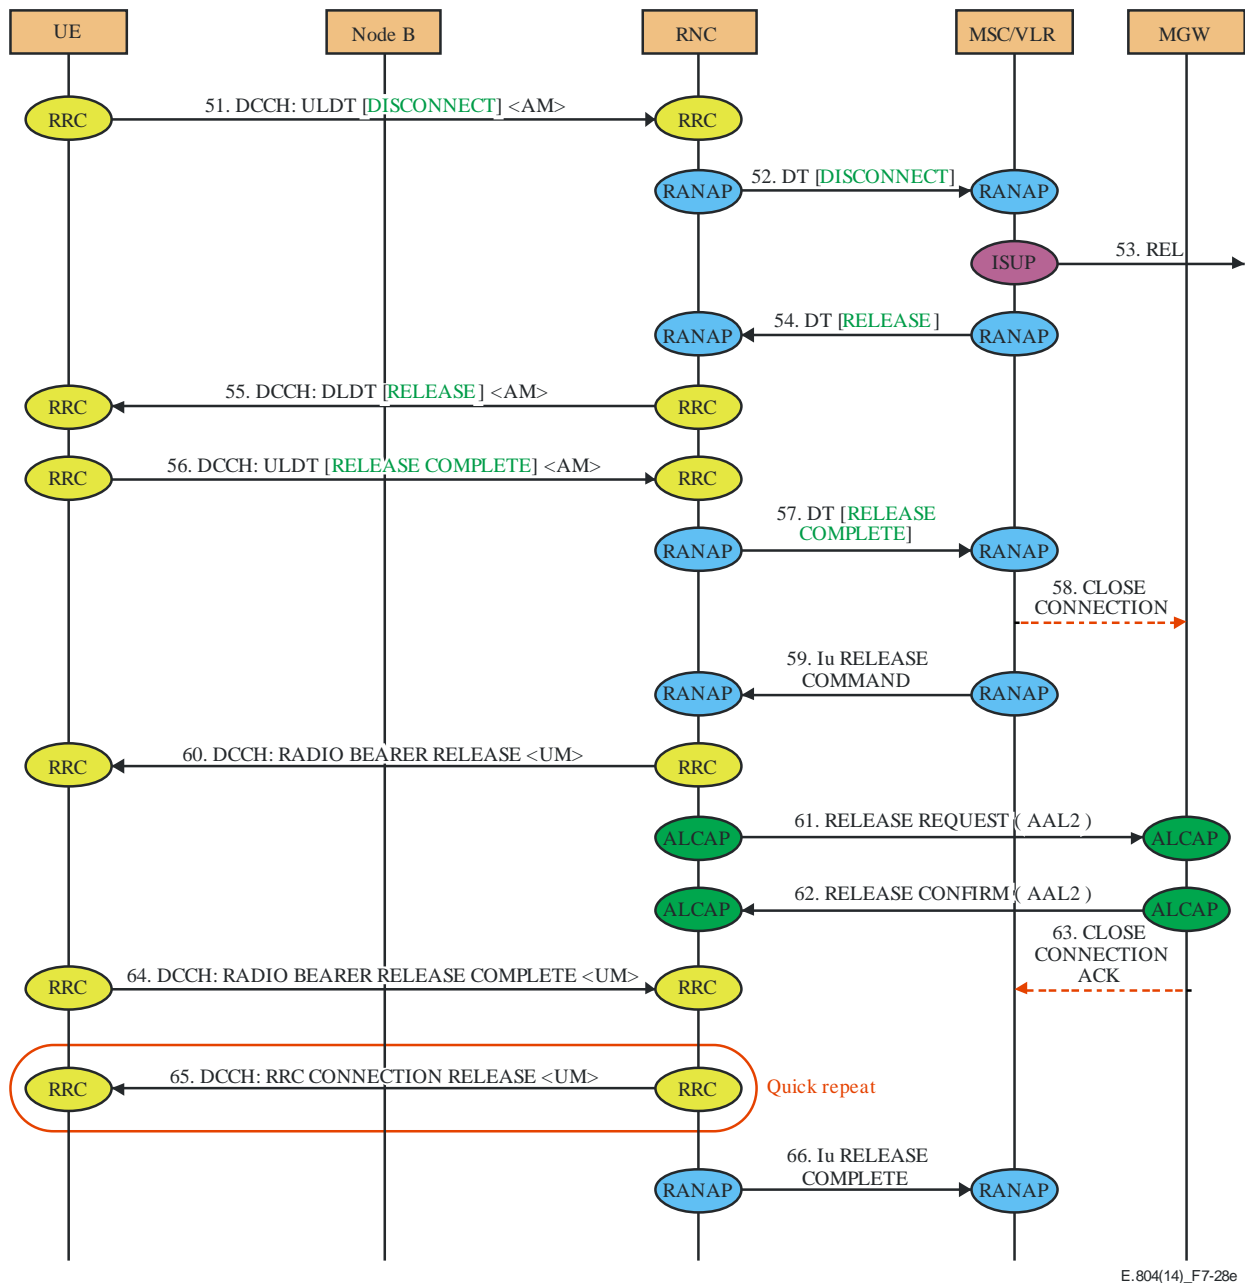 UE
Node B
RNC
MSC/VLR
MGW
51. DCCH: ULDT [DISCONNECT] <AM>
RRC
RRC
52. DT [DISCONNECT]
RANAP
RANAP
53. REL
ISUP
54. DT [RELEASE]
RANAP
RANAP
55. DCCH: DLDT [RELEASE] <AM>
RRC
RRC
56. DCCH: ULDT [RELEASE COMPLETE] <AM>
RRC
RRC
57. DT [RELEASE
COMPLETE]
RANAP
RANAP
58. CLOSE
CONNECTION
59. Iu RELEASE
COMMAND
RANAP
RANAP
60. DCCH: RADIO BEARER RELEASE <UM>
RRC
RRC
61. RELEASE REQUEST ( AAL2 )
ALCAP
ALCAP
62. RELEASE CONFIRM ( AAL2 )
ALCAP
ALCAP
63. CLOSE
CONNECTION
ACK
64. DCCH: RADIO BEARER RELEASE COMPLETE <UM>
RRC
RRC
65. DCCH: RRC CONNECTION RELEASE <UM>
RRC
RRC
Quick repeat
66. Iu RELEASE
COMPLETE
RANAP
RANAP
E.804(14)_F7-28e